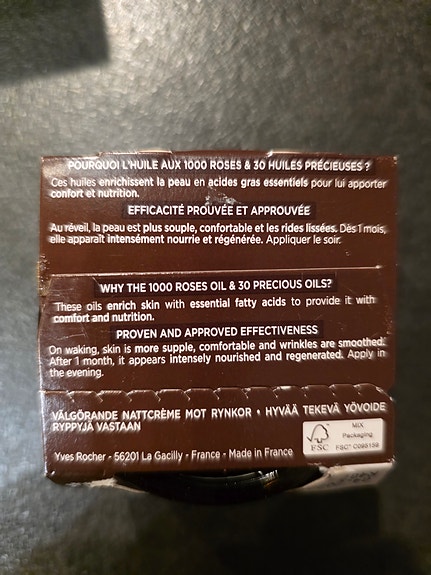 POURQUOI L'HUILE AUX 1000 ROSES & 30 HUILES PRÉCIEUSES ?
Ces huiles enrichissent la peau en acides gras essentiels pour lui apporter
confort et nutrition.
EFFICACITÉ PROUVÉE ET APPROUVÉE
Au réveil, la peau est plus souple, confortable et les rides lissées. Dès 1 mois,
elle apparaît intensément nourrie et régénérée. Appliquer le soir.
WHY THE 1000 ROSES OIL & 30 PRECIOUS OILS?
These oils enrich skin with essential fatty acids to provide it with
comfort and nutrition.
PROVEN AND APPROVED EFFECTIVENESS
On waking, skin is more supple, comfortable and wrinkles are smoothed.
After 1 month, it appears intensely nourished and regenerated. Apply in
the evening.
VÄLGÖRANDE NATTCRÈME MOT RYNKOR • HYVÄÄ TEKEVÄ YÖVOIDE
RYPPYJÄ VASTAAN
Yves Rocher - 56201 La Gacilly - France - Made in France
FSC
MIX
Packaging
FSC® C093159